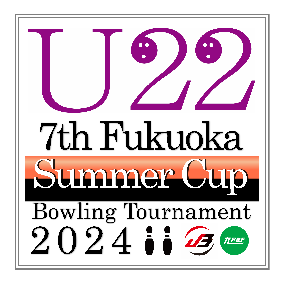 U22
7th Fukuoka
Summer Cup
Bowling Tournament
2024